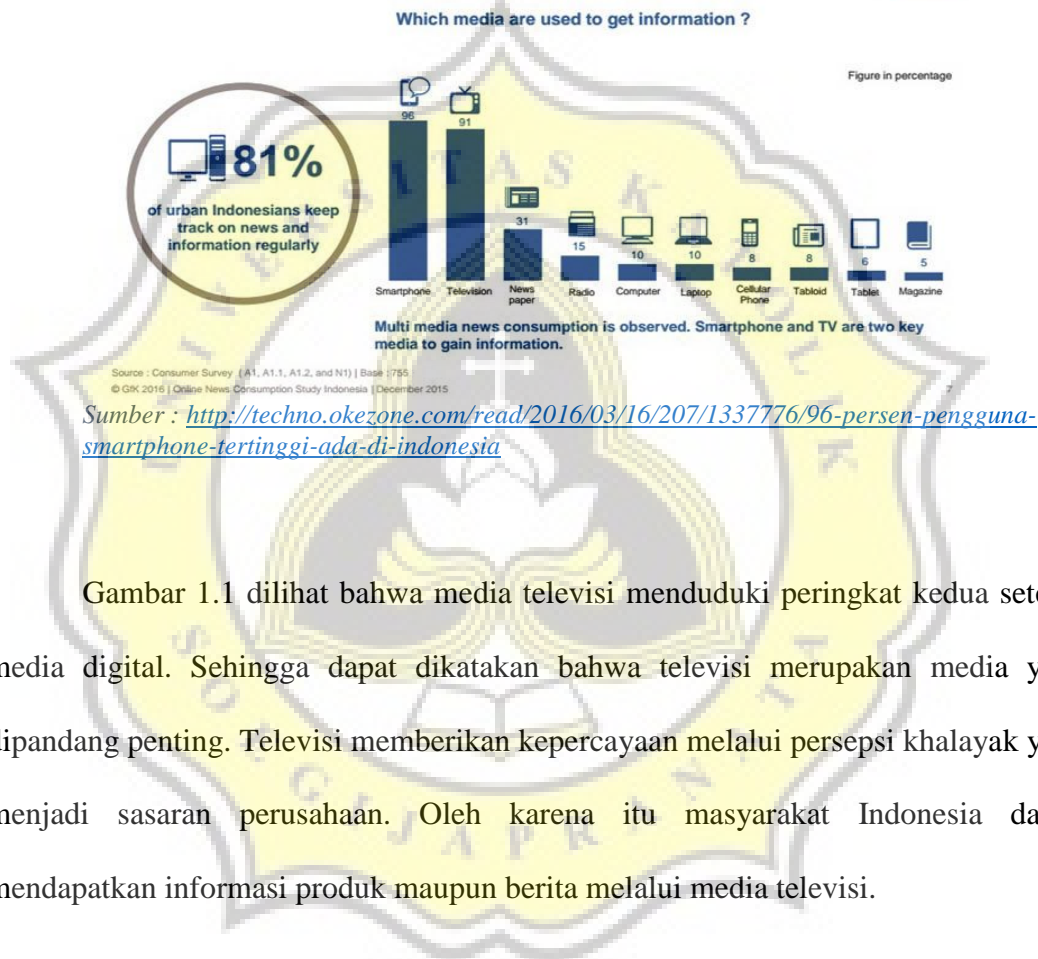 Which media are used to get information ?
Figure in percentage
81%
of urban Indonesians keep
track on news and
information regularly
96
91
31
15
10
10
8
8
6
5
Smartphone
Television
News
paper
Radio
Computer
Laptop
Cellular
Phone
Tabloid
Tablet
Magazine
Multi media news consumption is observed. Smartphone and TV are two key
media to gain information.
Source : Consumer Survey ( A1, A1.1, A1.2, and N1) | Base : 755
© GfK 2016 | Online News Consumption Study Indonesia | December 2015
7
Sumber : http://techno.okezone.com/read/2016/03/16/207/1337776/96-persen-pengguna-
smartphone-tertinggi-ada-di-indonesia
Gambar 1.1 dilihat bahwa media televisi menduduki peringkat kedua sete
media digital. Sehingga dapat dikatakan bahwa televisi merupakan media y
dipandang penting. Televisi memberikan kepercayaan melalui persepsi khalayak y
menjadi sasaran perusahaan. Oleh karena itu masyarakat Indonesia da
mendapatkan informasi produk maupun berita melalui media televisi.
UNIVERSITAS KATOLIK
SOEGIJAPRANATA